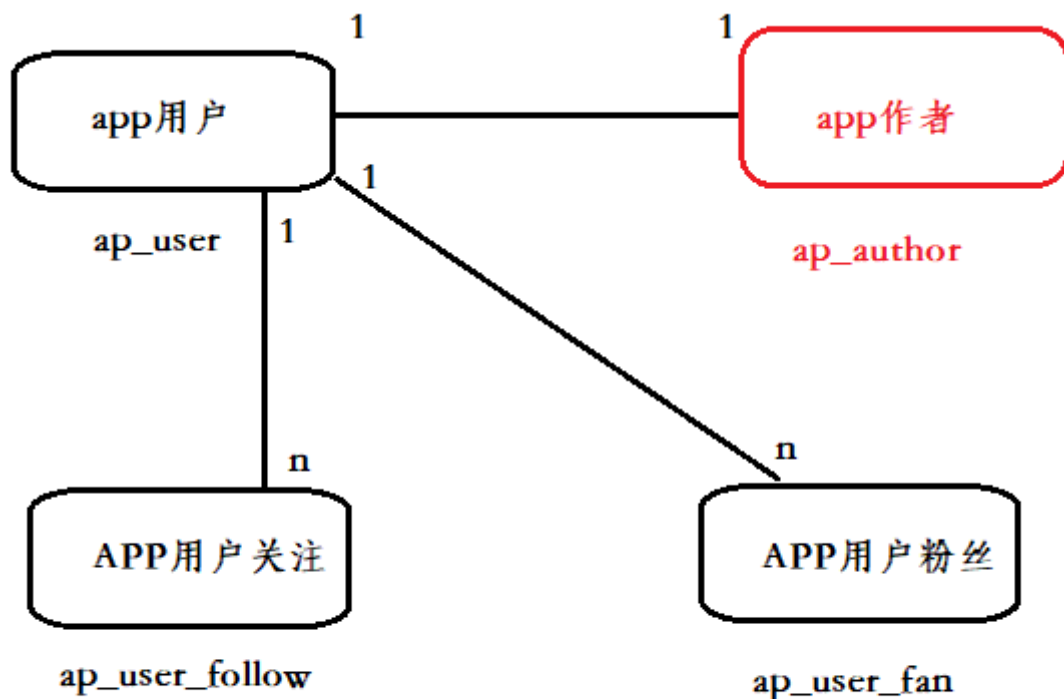 1
1
app用户
app作者
1
ap_user
1
ap_author
n
n
APP用户关注
APP用户粉丝
ap_user_follow
ap_user_fan